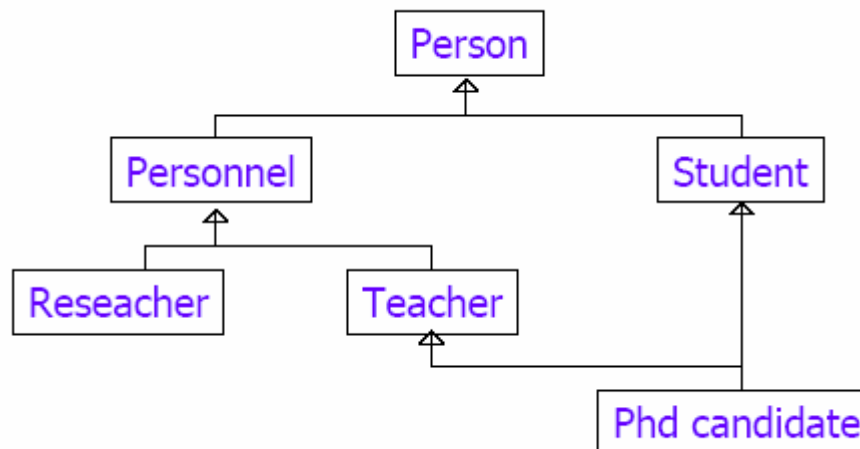 Person
Personnel
Student
Reseacher
Teacher
Phd candidate